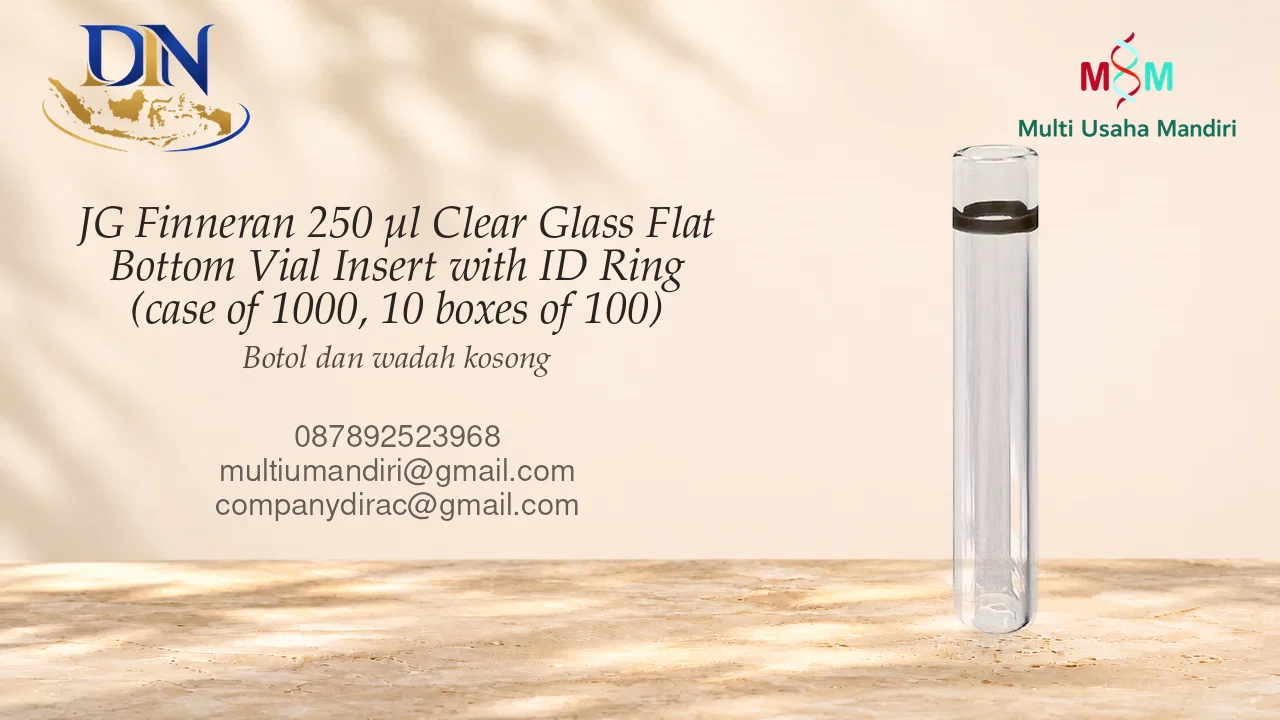 DIN
M M
Multi Usaha Mandiri
JG Finneran 250 µl Clear Glass Flat
Bottom Vial Insert with ID Ring
(case of 1000, 10 boxes of 100)
Botol dan wadah kosong
087892523968
multiumandiri@gmail.com
companydirac@gmail.com